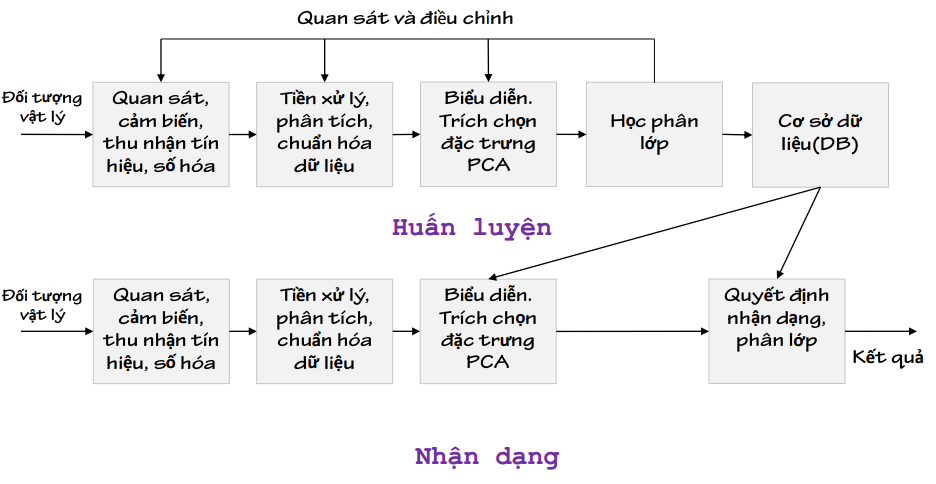 Quan sát và điều chỉnh
Đối tượng
vật lý
Quan sát,
cảm biến,
thu nhận tín
hiệu, số hóa
Tiền xử lý,
phân tích,
chuẩn hóa
dữ liệu
Biểu diễn.
Trích chọn
đặc trưng
PCA
Học phân
lớp
Cơ sở dữ
liệu(DB)
Huấn luyện
Đối tượng
vật lý
Quan sát,
cảm biến,
thu nhận tín
hiệu, số hóa
Tiền xử lý,
phân tích,
chuẩn hóa
dữ liệu
Biểu diễn.
Trích chọn
đặc trưng
PCA
Quyết định
nhận dạng,
phân lớp
Kết quả
Nhận dạng